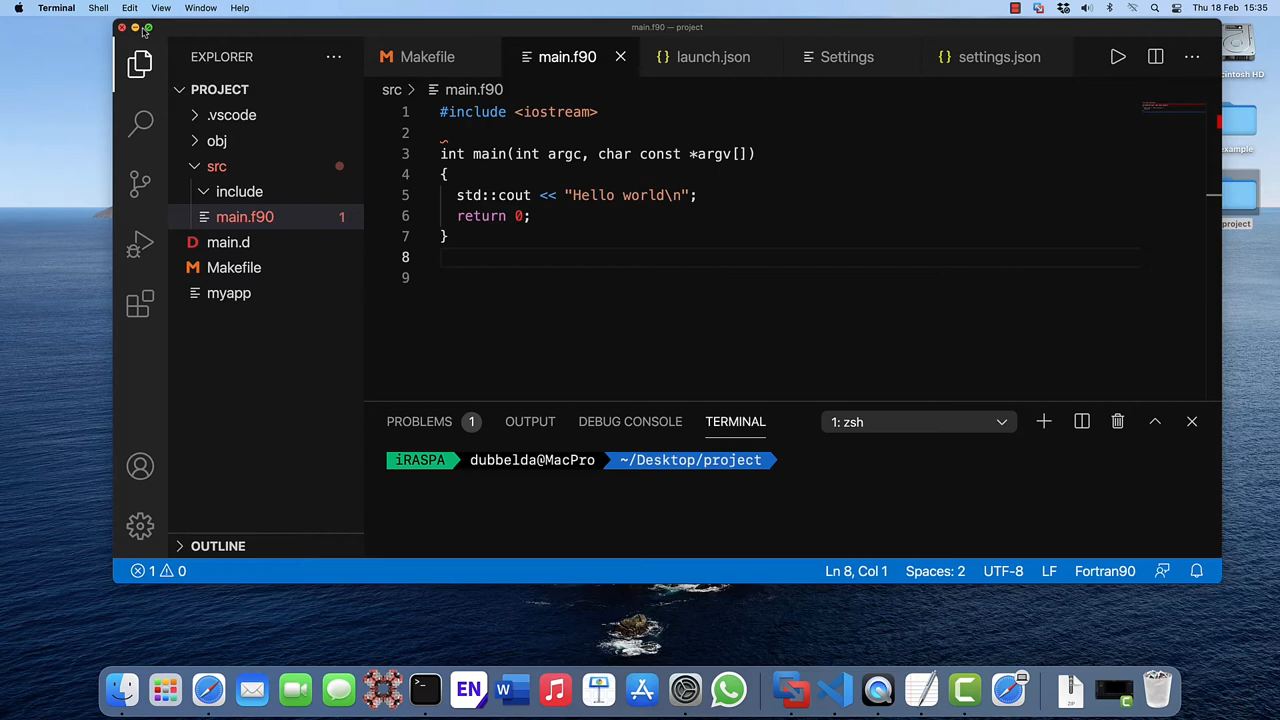 Terminal Shell Edit View Window Help Thu 18 Feb 15:35
main.f90 — project
EXPLORER
Makefile main.f90 launch.json Settings settings.json
PROJECT
.vscode
obj
src
include
main.f90 1
main.d
Makefile
myapp
OUTLINE
src > main.f90
1 #include <iostream>
2
3 int main(int argc, char const *argv[])
4 {
5 std::cout << "Hello world\n";
6 return 0;
7 }
8
9
PROBLEMS 1 OUTPUT DEBUG CONSOLE TERMINAL 1: zsh
iRASPA dubbelda@MacPro ~/Desktop/project
1 0 Ln 8, Col 1 Spaces: 2 UTF-8 LF Fortran90
example
project
EN
W
ZIP